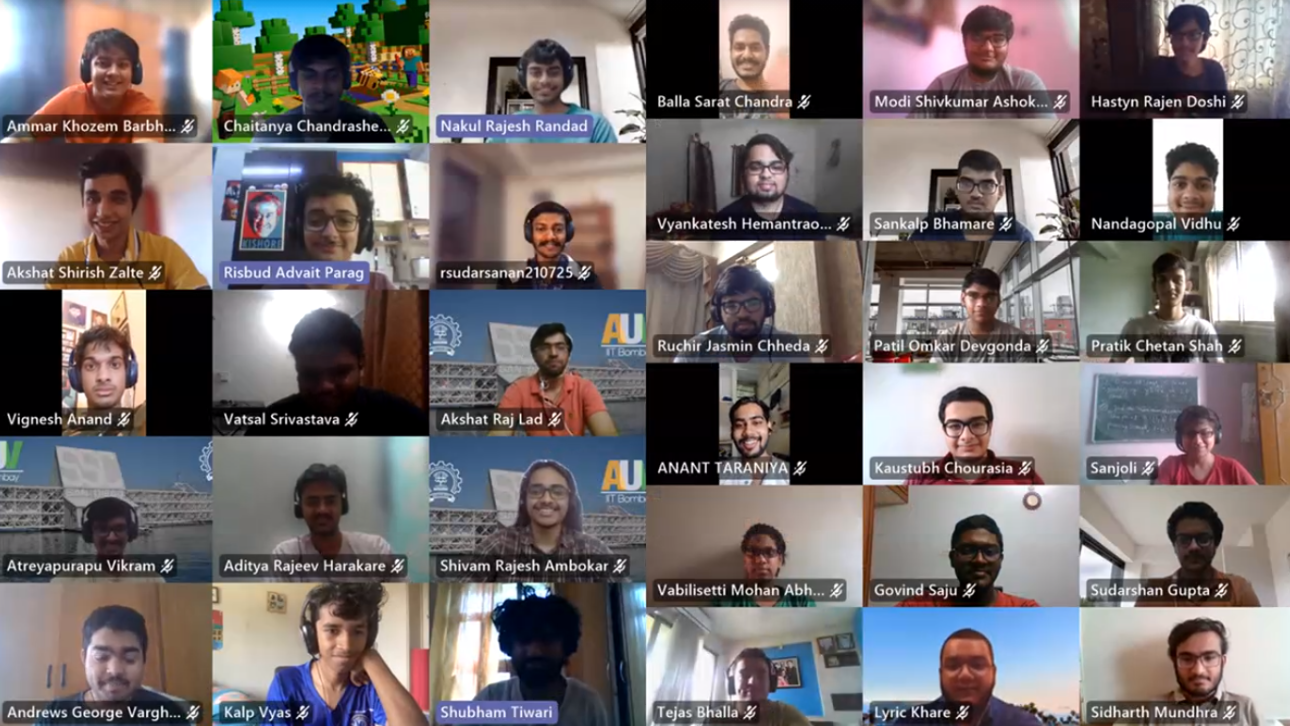 Ammar Khozem Barbh...
Chaitanya Chandrashe...
Nakul Rajesh Randad
Balla Sarat Chandra
Modi Shivkumar Ashok...
Hastyn Rajen Doshi
Akshat Shirish Zalte
KISHORE
Risbud Advait Parag
rsudarsanan210725
Vyankatesh Hemantrao...
Sankalp Bhamare
Nandagopal Vidhu
Ruchir Jasmin Chheda
Patil Omkar Devgonda
Pratik Chetan Shah
Vignesh Anand
Vatsal Srivastava
AU
IIT Bomb
Akshat Raj Lad
ANANT TARANIYA
Kaustubh Chourasia
Sanjoli
V
bay
Atreyapurapu Vikram
Aditya Rajeev Harakare
AU
IIT Bomb
Shivam Rajesh Ambokar
Vabilisetti Mohan Abh...
Govind Saju
Sudarshan Gupta
Andrews George Vargh...
Kalp Vyas
Shubham Tiwari
Tejas Bhalla
Lyric Khare
Sidharth Mundhra